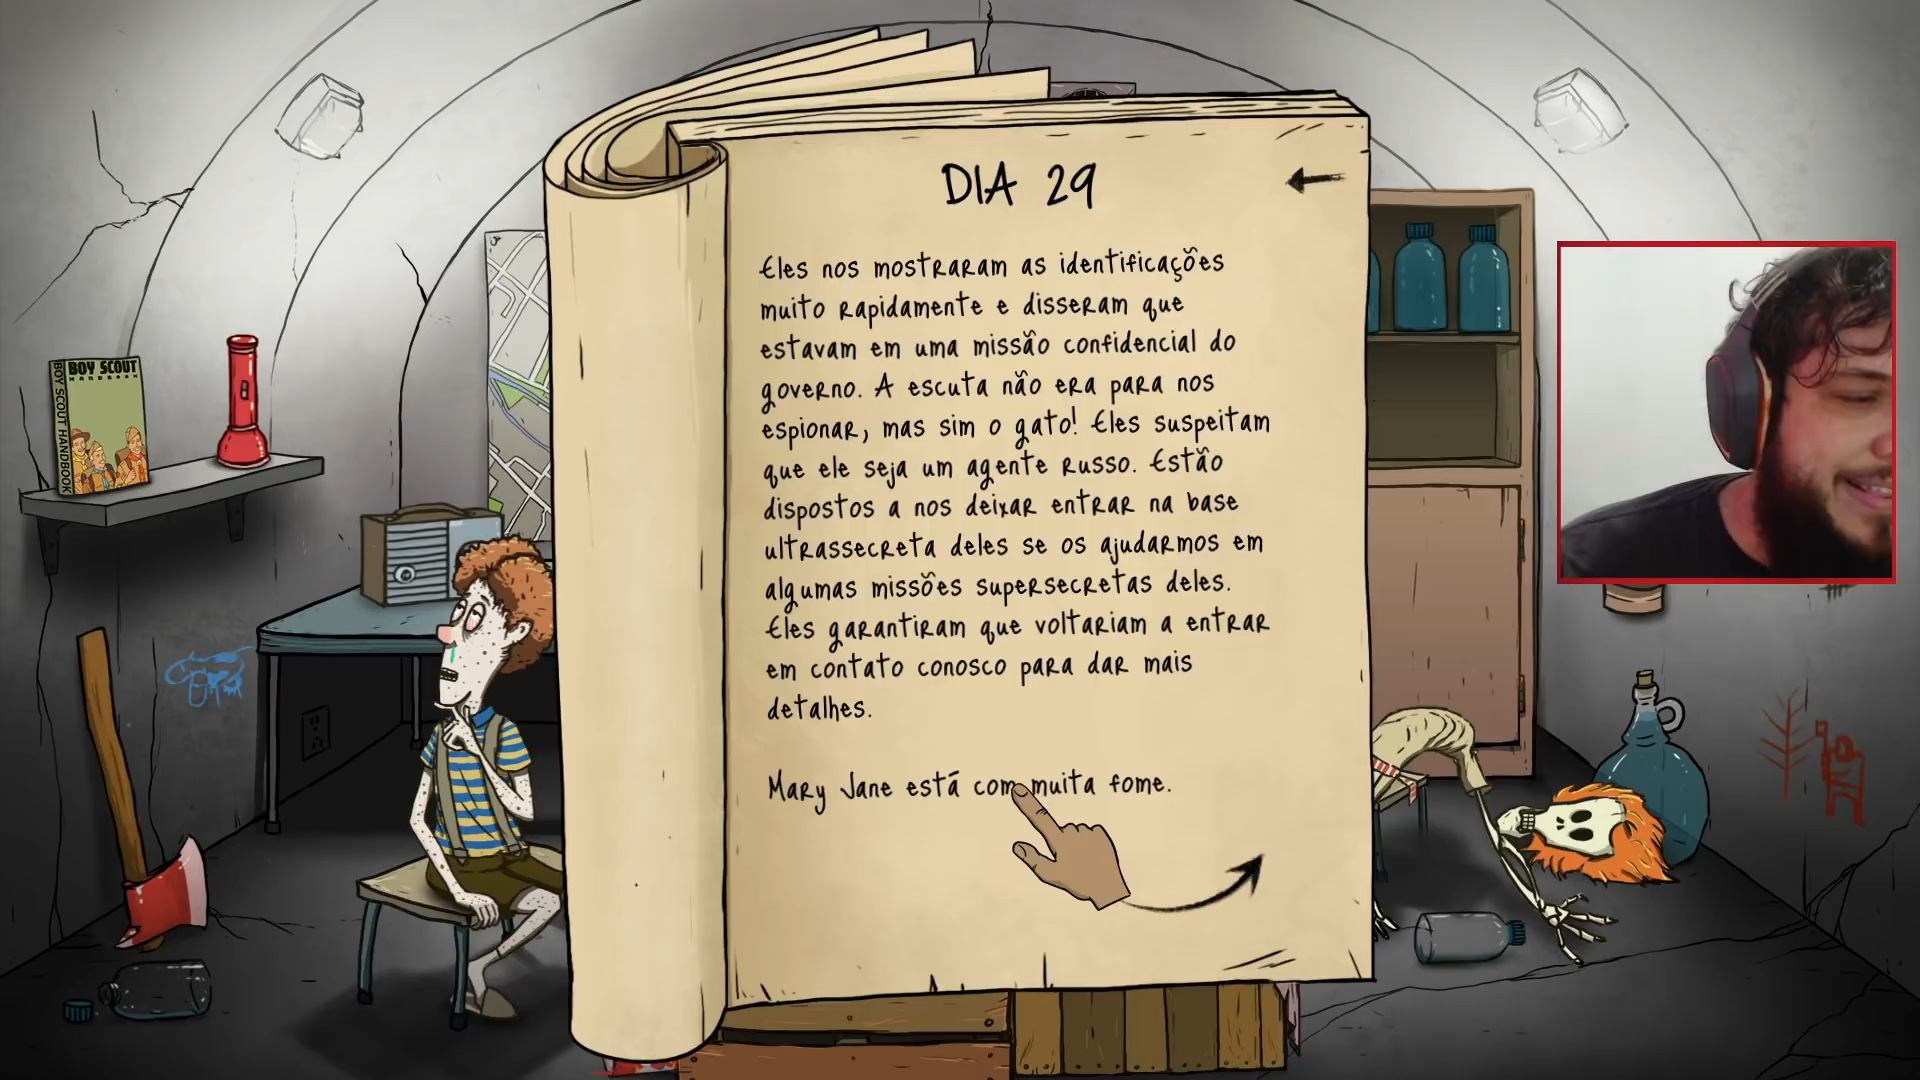 DIA 29
Eles nos mostraram as identificações
muito rapidamente e disseram que
estavam em uma missão confidencial do
governo. A escuta não era para nos
espionar, mas sim o gato! Eles suspeitam
que ele seja um agente russo. Estão
dispostos a nos deixar entrar na base
ultrassecreta deles se os ajudarmos em
algumas missões supersecretas deles.
Eles garantiram que voltariam a entrar
em contato conosco para dar mais
detalhes.
Mary Jane está com muita fome.
BOY SCOUT
HANDBOOK
BOY SCOUT HANDBOOK